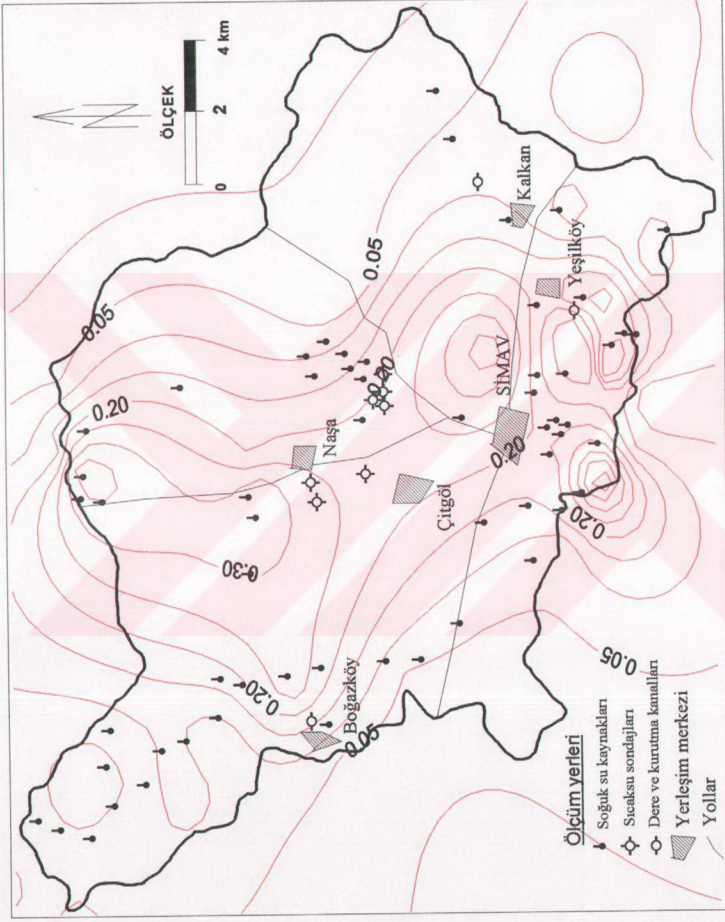 ÖLÇEK
0 2 4 km
0.05
0.05
0.20
0.20
Naşa
Kalkan
Yeşilköy
SİMAV
0.20
Çitgöl
0.30
0.20
0.20
Boğazköy
0.05
0.05
Ölçüm yerleri
Soğuk su kaynakları
Sıcaksu sondajları
Dere ve kurutma kanalları
Yerleşim merkezi
Yollar